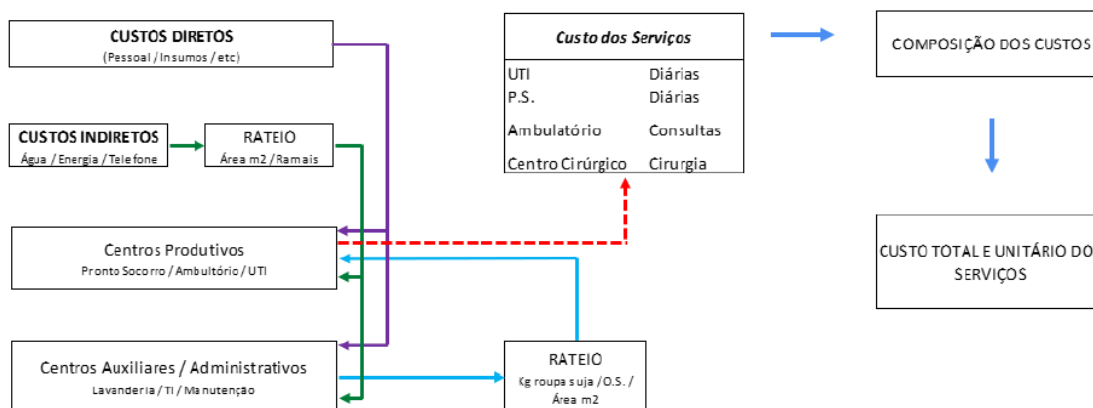 CUSTOS DIRETOS
(Pessoal / Insumos / etc)
CUSTOS INDIRETOS
Água / Energia / Telefone
RATEIO
Área m2 / Ramais
Centros Produtivos
Pronto Socorro / Ambultório / UTI
Centros Auxiliares / Administrativos
Lavanderia / TI / Manutenção
RATEIO
Kg roupa suja / O.S. /
Área m2
Custo dos Serviços
UTI Diárias
P.S. Diárias
Ambulatório Consultas
Centro Cirúrgico Cirurgia
COMPOSIÇÃO DOS CUSTOS
CUSTO TOTAL E UNITÁRIO DO
SERVIÇOS